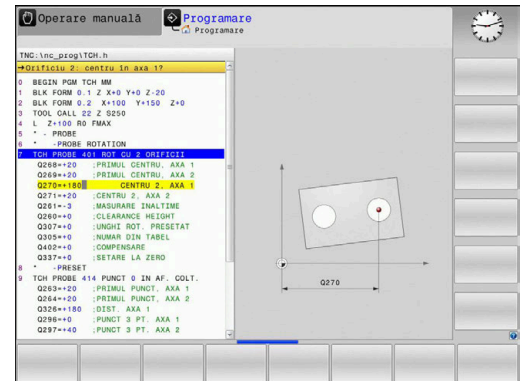 Operare manuală
Programare
Programare
TNC:\nc_prog\TCH.h
→Orificiu 2: centru în axa 1?
0 BEGIN PGM TCH MM
1 BLK FORM 0.1 Z X+0 Y+0 Z-20
2 BLK FORM 0.2 X+100 Y+150 Z+0
3 TOOL CALL 22 Z S250
4 L Z+100 R0 FMAX
5 * - PROBE
6 * -PROBE ROTATION
7 TCH PROBE 401 ROT CU 2 ORIFICII
Q268=+20 ;PRIMUL CENTRU, AXA 1
Q269=+20 ;PRIMUL CENTRU, AXA 2
Q270=+180 CENTRU 2, AXA 1
Q271=+20 ;CENTRU 2, AXA 2
Q261=-3 ;MASURARE INALTIME
Q260=+0 ;CLEARANCE HEIGHT
Q307=+0 ;UNGHI ROT. PRESETAT
Q305=+0 ;NUMAR DIN TABEL
Q402=+0 ;COMPENSARE
Q337=+0 ;SETARE LA ZERO
8 * -PRESET
9 TCH PROBE 414 PUNCT 0 IN AF. COLT.
Q263=+20 ;PRIMUL PUNCT, AXA 1
Q264=+20 ;PRIMUL PUNCT, AXA 2
Q326=+180 ;DIST. AXA 1
Q296=+0 ;PUNCT 3 PT. AXA 1
Q297=+40 ;PUNCT 3 PT. AXA 2
Q270